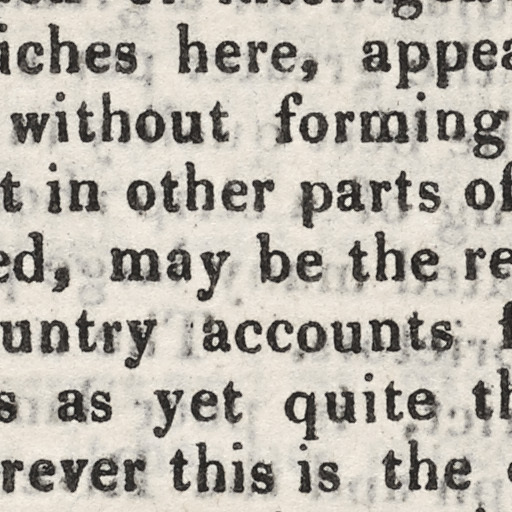 iches here, appea
without forming
t in other parts of
ed, may be the re
untry accounts
s as yet quite th
rever this is the